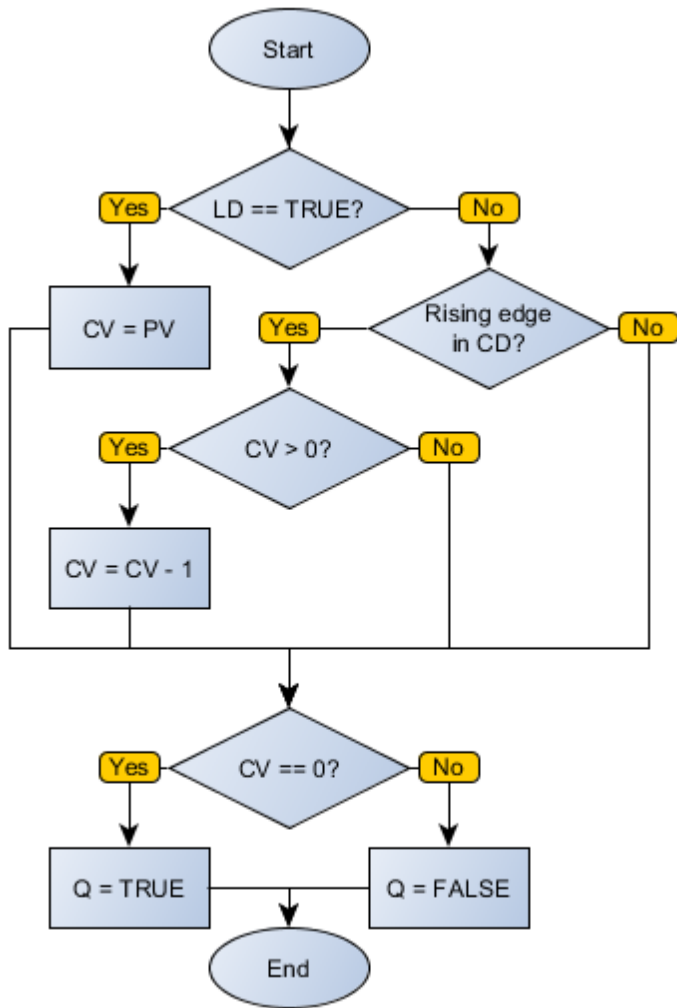 Start
Yes
LD == TRUE?
No
CV = PV
Yes
Rising edge
in CD?
No
Yes
CV > 0?
No
CV = CV - 1
Yes
CV == 0?
No
Q = TRUE
Q = FALSE
End